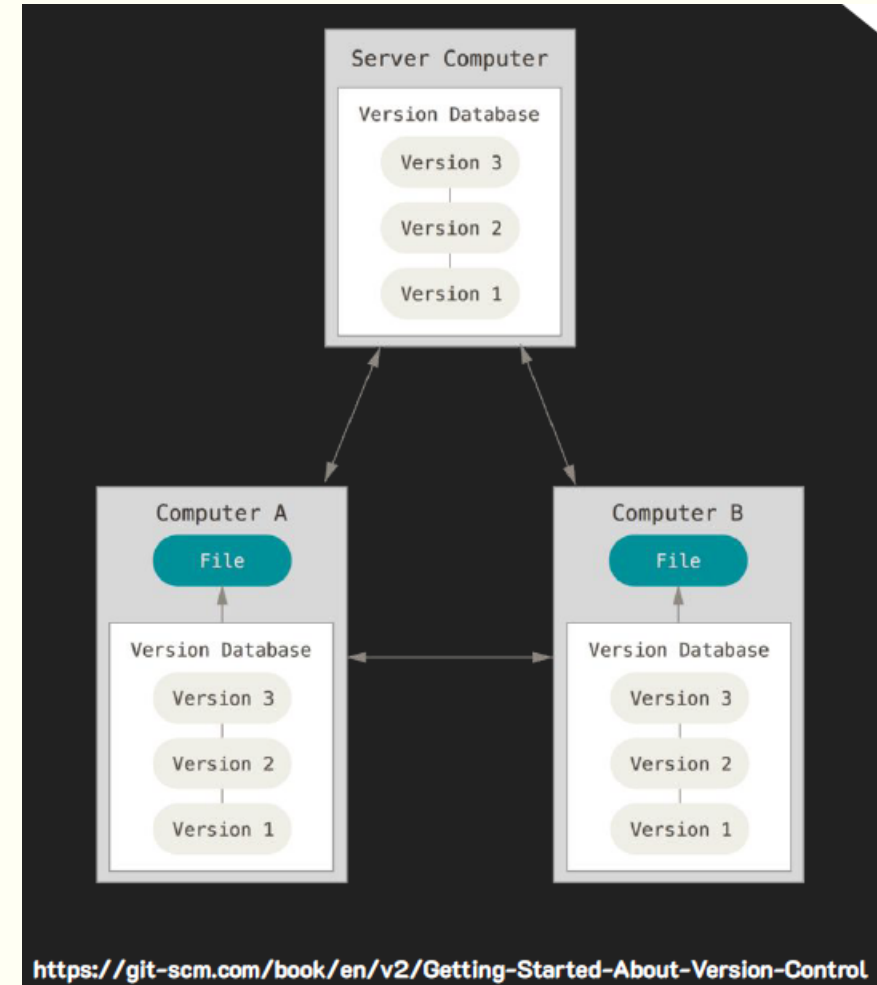 Server Computer
Version Database
Version 3
Version 2
Version 1
Computer A
File
Version Database
Version 3
Version 2
Version 1
Computer B
File
Version Database
Version 3
Version 2
Version 1
https://git-scm.com/book/en/v2/Getting-Started-About-Version-Control